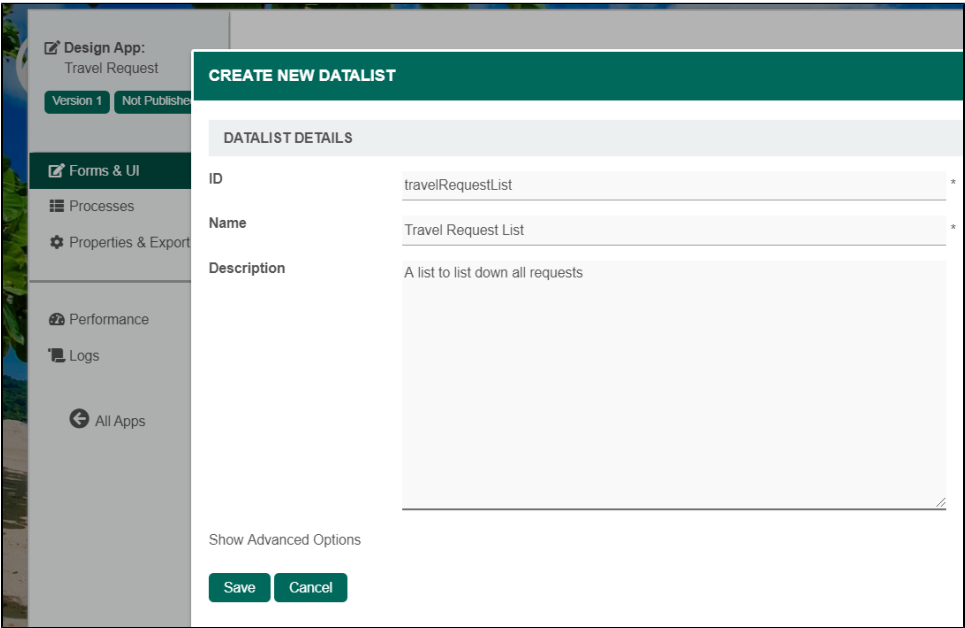 Design App:
Travel Request
Version 1 Not Publishe
Forms & UI
Processes
Properties & Export
Performance
Logs
All Apps
CREATE NEW DATALIST
DATALIST DETAILS
ID
travelRequestList *
Name
Travel Request List *
Description
A list to list down all requests
Show Advanced Options
Save Cancel